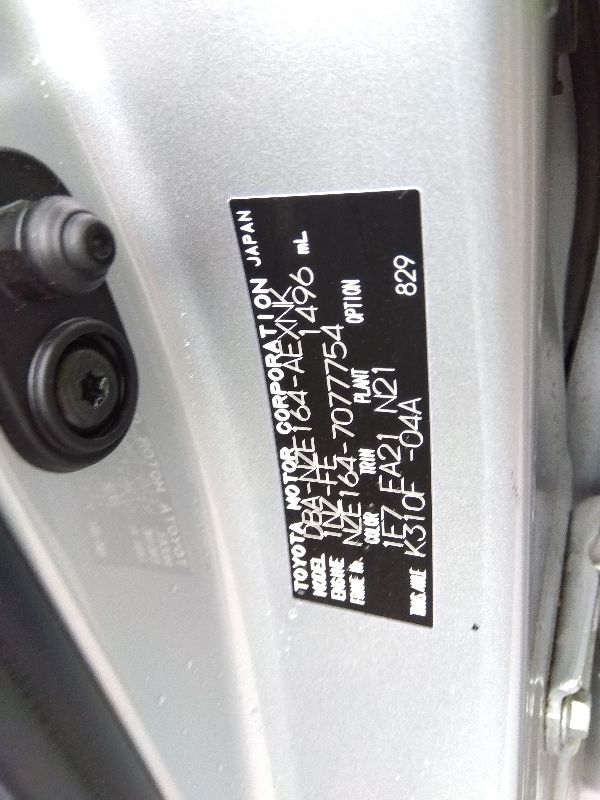 TOYOTA MOTOR CORPORATION JAPAN
MODEL DBA-NZE164-AEXNK
ENGINE 1NZ-FE 1496 mL
FRAME No. NZE164-7077754
COLOR TRIM PLANT OPTION
1E7 FA21 N21
TRANS./AXLE K310F -04A 829